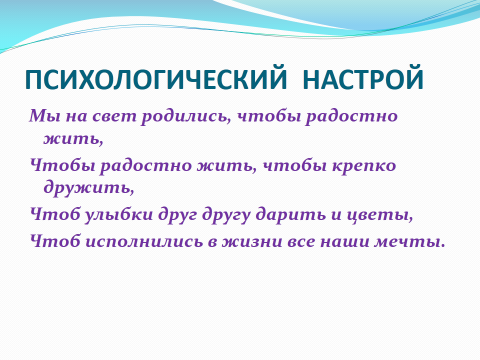 ПСИХОЛОГИЧЕСКИЙ НАСТРОЙ
Мы на свет родились, чтобы радостно
жить,
Чтобы радостно жить, чтобы крепко
дружить,
Чтоб улыбки друг другу дарить и цветы,
Чтоб исполнились в жизни все наши мечты.